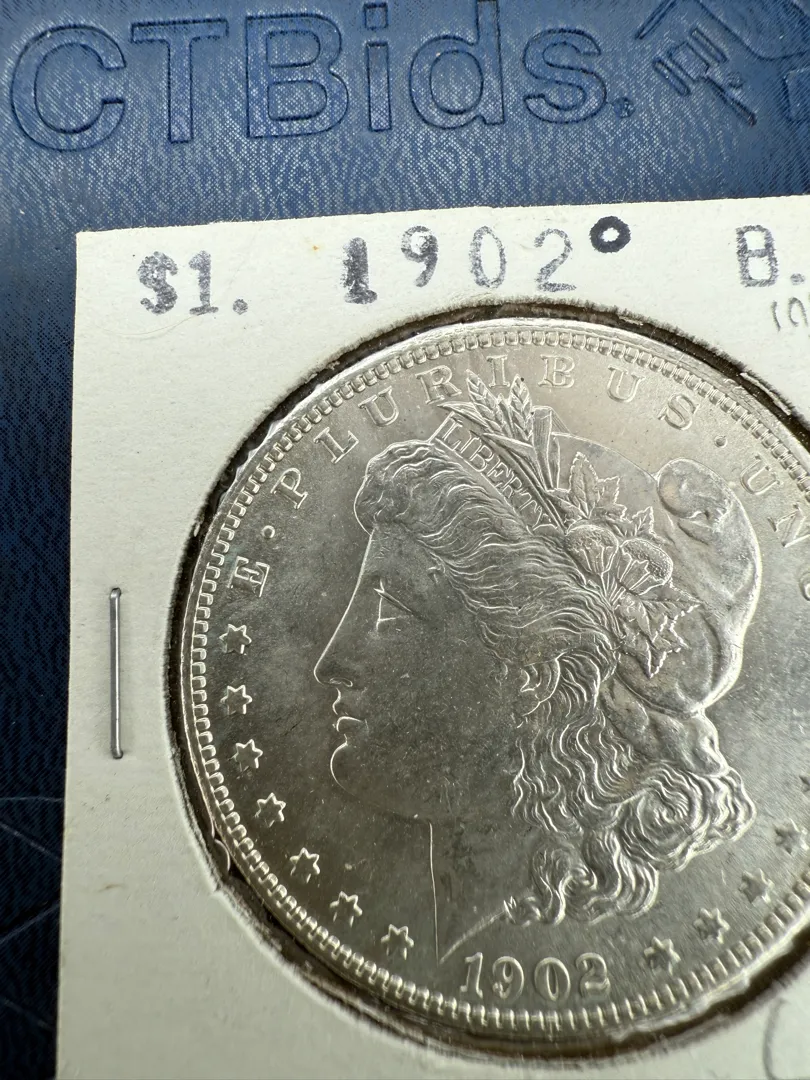 CTBids.
$1. 1902° B.
E·PLURIBUS·UN
LIBERTY
1902